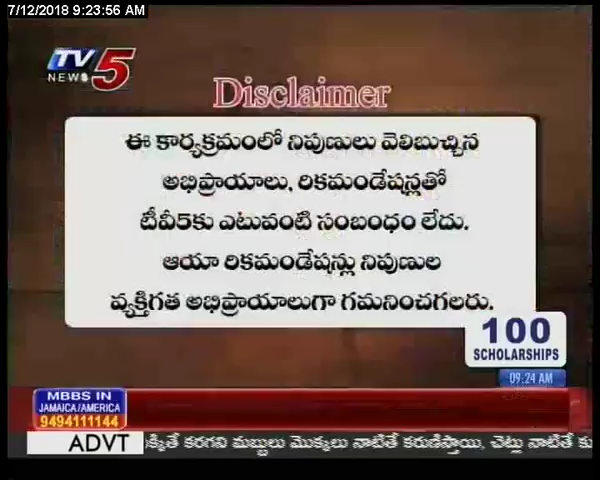 7/12/2018 9:23:56 AM
TV5
NEWS
Disclaimer
ఈ కార్యక్రమంలో నిపుణులు వెలిబుచ్చిన
అభిప్రాయాలు, రికమండేషన్లతో
టీవీ5కు ఎటువంటి సంబంధం లేదు.
ఆయా రికమండేషన్లు నిపుణుల
వ్యక్తిగత అభిప్రాయాలుగా గమనించగలరు.
100
SCHOLARSHIPS
09:24 AM
MBBS IN
JAMAICA/AMERICA
9494111144
ADVT కరగవి మబ్బులు మొక్కలు నాటితే కరుణిస్తాయి, చెట్లు నాటితే